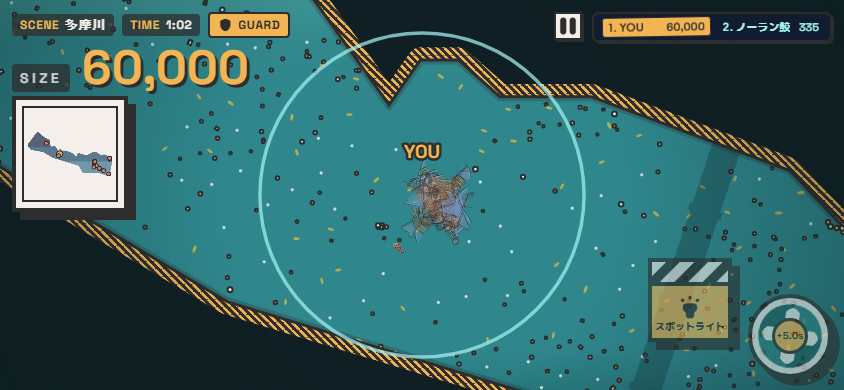 SCENE 多摩川 TIME 1:02 GUARD
SIZE 60,000
1. YOU 60,000 2. ノーラン鮫 335
YOU
スポットライト
+5.0s